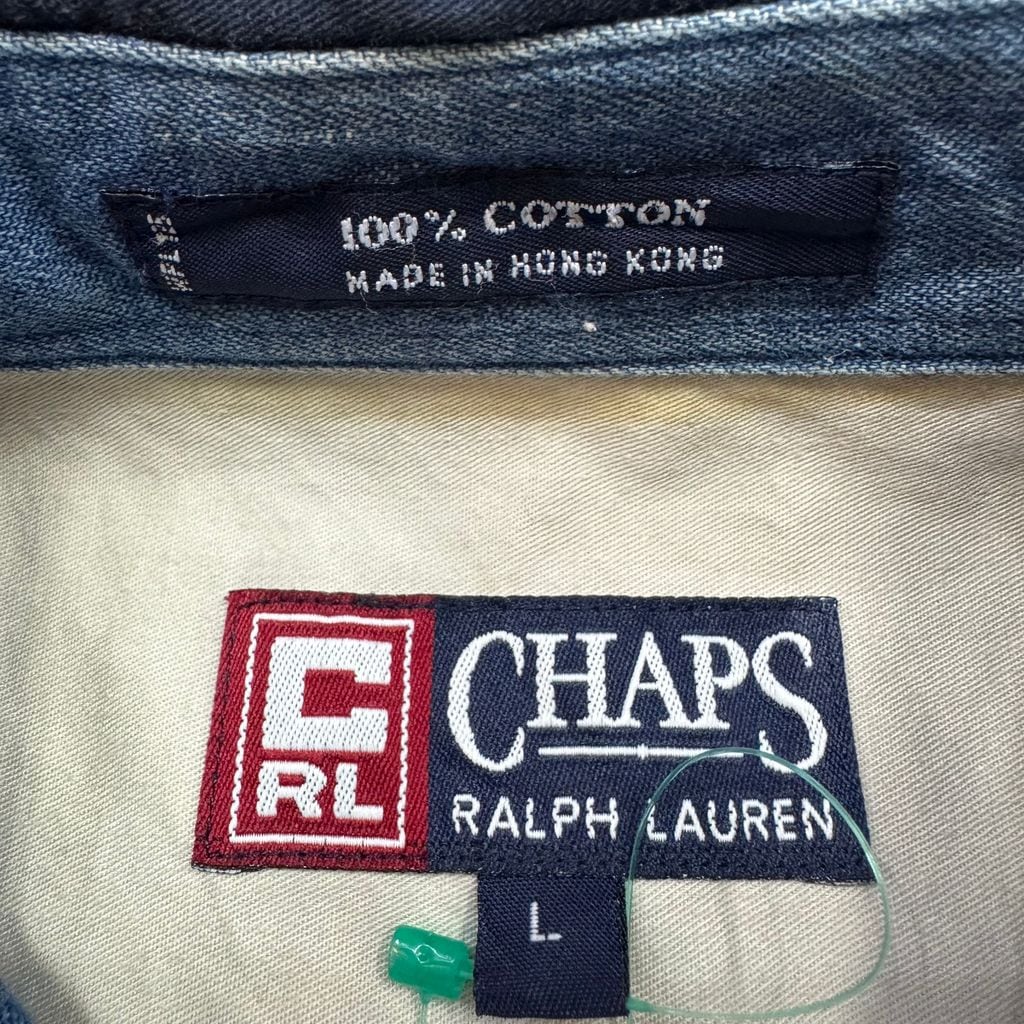 100% COTTON
MADE IN HONG KONG
C
RL
CHAPS
RALPH LAUREN
L